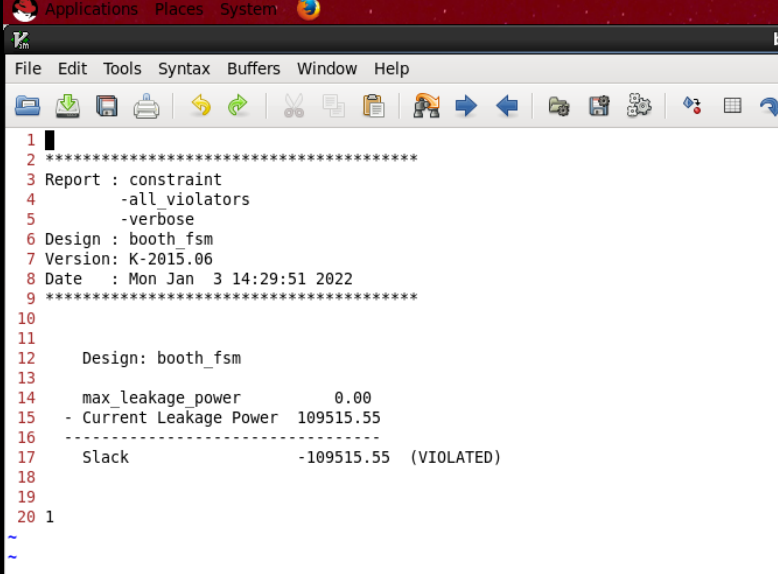 Applications Places System
File Edit Tools Syntax Buffers Window Help
1
2 ****************************************
3 Report : constraint
4         -all_violators
5         -verbose
6 Design : booth_fsm
7 Version: K-2015.06
8 Date   : Mon Jan  3 14:29:51 2022
9 ****************************************
10
11
12     Design: booth_fsm
13
14     max_leakage_power          0.00
15   - Current Leakage Power  109515.55
16   ----------------------------------
17     Slack                  -109515.55  (VIOLATED)
18
19
20 1
~
~